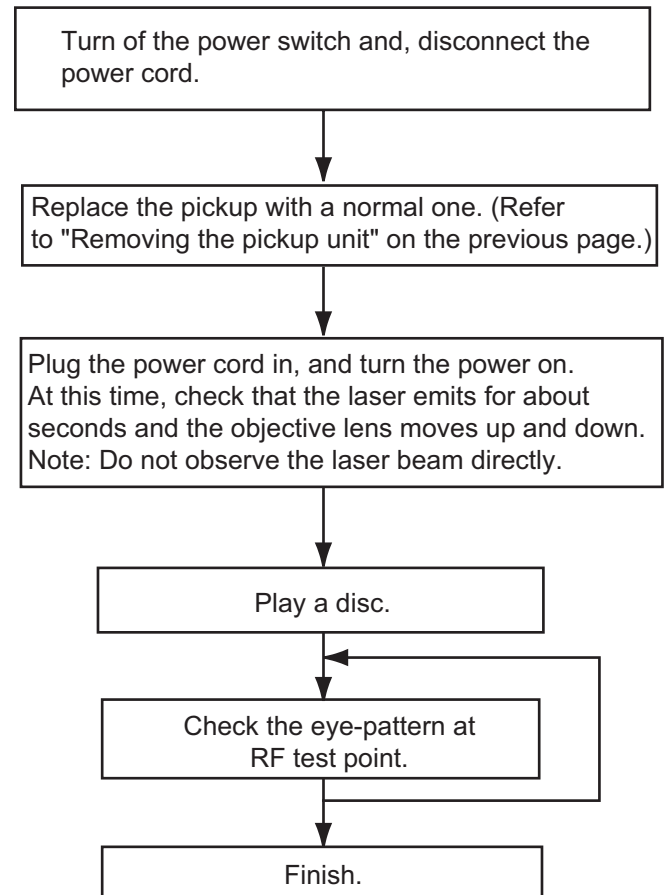 Turn of the power switch and, disconnect the
power cord.
Replace the pickup with a normal one. (Refer
to "Removing the pickup unit" on the previous page.)
Plug the power cord in, and turn the power on.
At this time, check that the laser emits for about
seconds and the objective lens moves up and down.
Note: Do not observe the laser beam directly.
Play a disc.
Check the eye-pattern at
RF test point.
Finish.